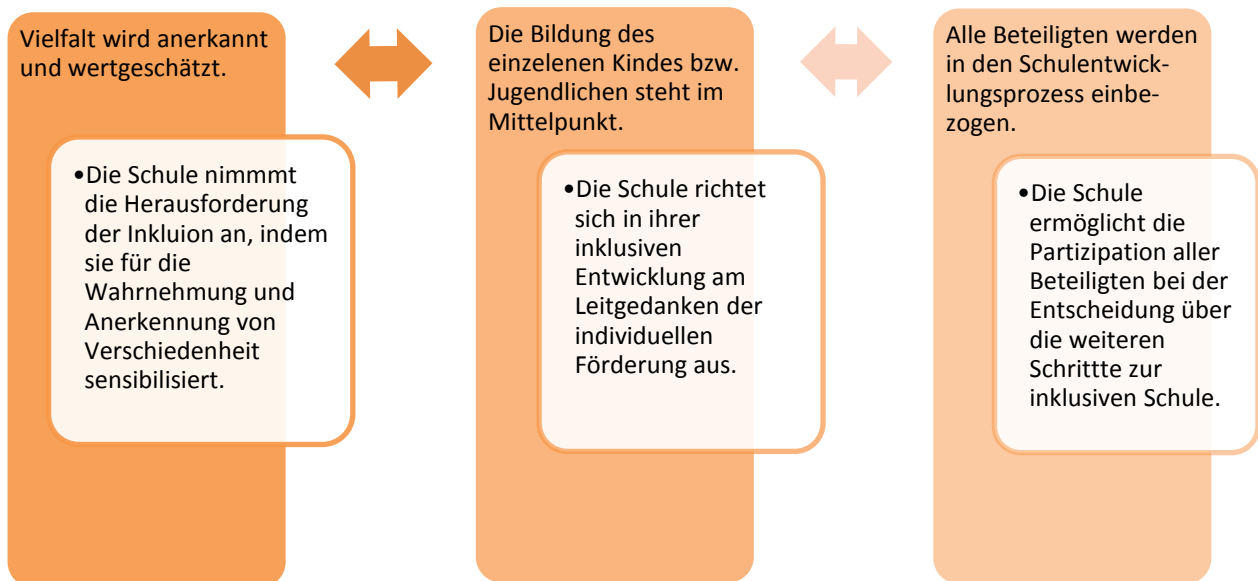 Vielfalt wird anerkannt
und wertgeschätzt.
•Die Schule nimmmt
die Herausforderung
der Inkluion an, indem
sie für die
Wahrnehmung und
Anerkennung von
Verschiedenheit
sensibilisiert.
Die Bildung des
einzelenen Kindes bzw.
Jugendlichen steht im
Mittelpunkt.
•Die Schule richtet
sich in ihrer
inklusiven
Entwicklung am
Leitgedanken der
individuellen
Förderung aus.
Alle Beteiligten werden
in den Schulentwick-
lungsprozess einbe-
zogen.
•Die Schule
ermöglicht die
Partizipation aller
Beteiligten bei der
Entscheidung über
die weiteren
Schrittte zur
inklusiven Schule.